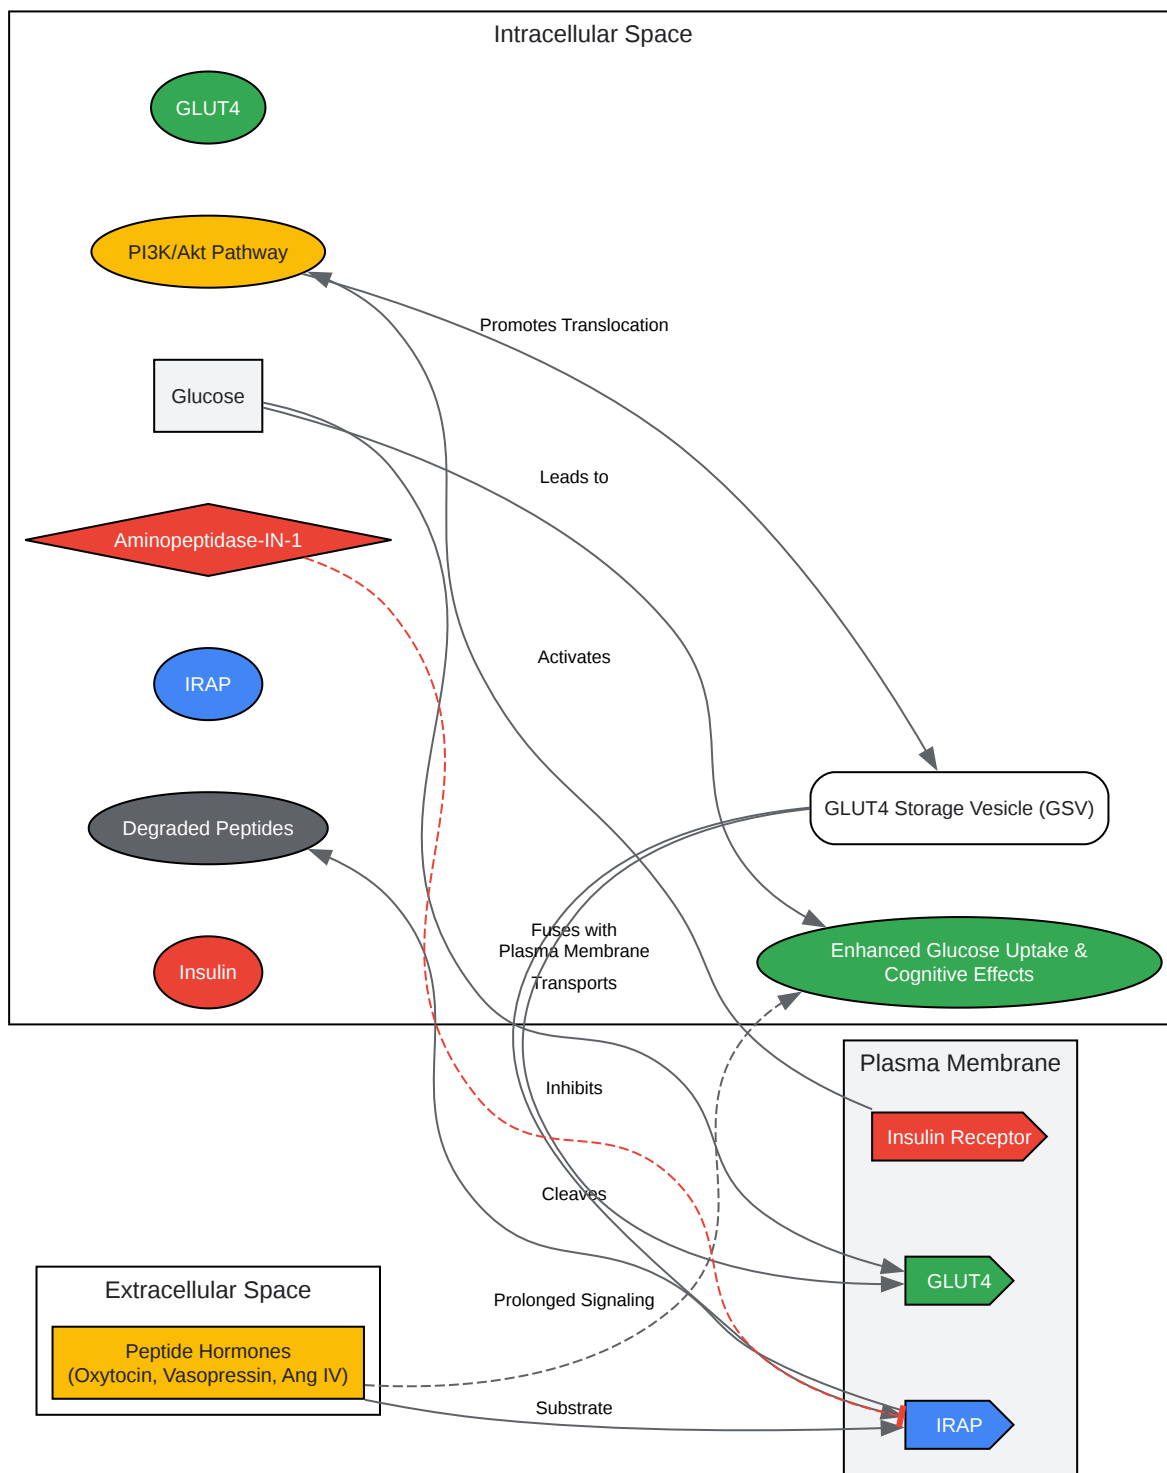 Intracellular Space
GLUT4
PI3K/Akt Pathway
Promotes Translocation
Glucose
Leads to
Aminopeptidase-IN-1
Activates
IRAP
Degraded Peptides
GLUT4 Storage Vesicle (GSV)
Fuses with
Plasma Membrane
Transports
Enhanced Glucose Uptake &
Cognitive Effects
Insulin
Plasma Membrane
Inhibits
Insulin Receptor
Cleaves
GLUT4
Extracellular Space
Prolonged Signaling
Peptide Hormones
(Oxytocin, Vasopressin, Ang IV)
Substrate
IRAP